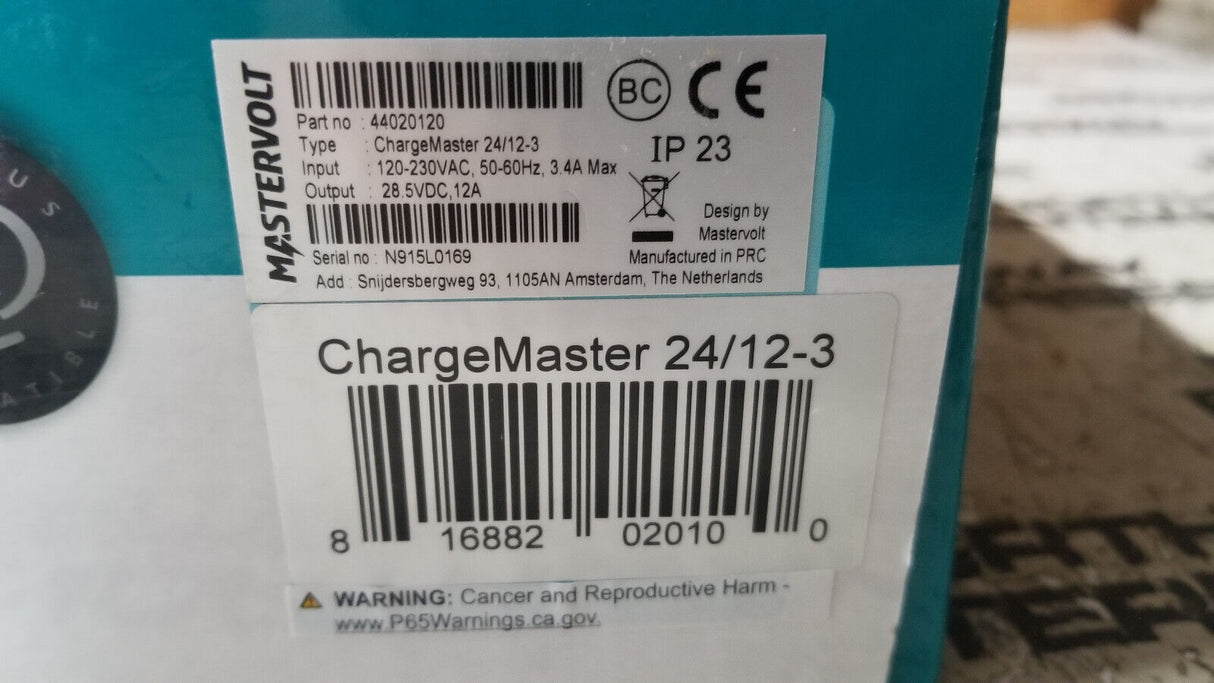 MASTERVOLT
BC CE
Part no : 44020120
Type : ChargeMaster 24/12-3
IP 23
Input : 120-230VAC, 50-60Hz, 3.4A Max
Output : 28.5VDC,12A
Design by
Mastervolt
Serial no : N915L0169
Manufactured in PRC
Add : Snijdersbergweg 93, 1105AN Amsterdam, The Netherlands
ChargeMaster 24/12-3
8 16882 02010 0
WARNING: Cancer and Reproductive Harm -
www.P65Warnings.ca.gov.